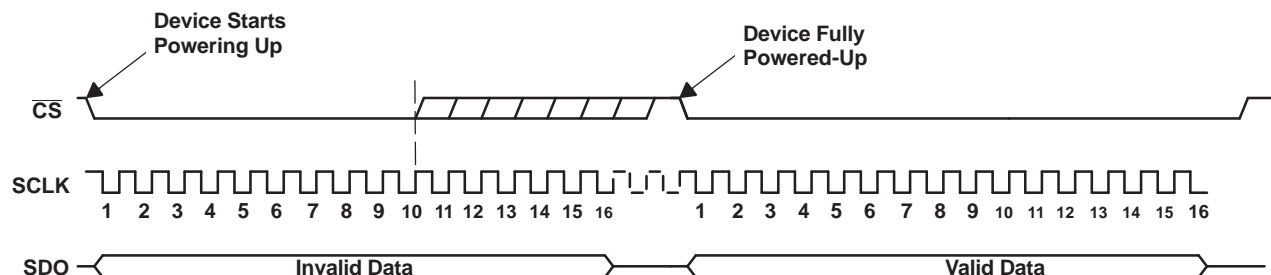 Device Starts
Powering Up
Device Fully
Powered-Up
CS
SCLK
1 2 3 4 5 6 7 8 9 10 11 12 13 14 15 16 1 2 3 4 5 6 7 8 9 10 11 12 13 14 15 16
SDO Invalid Data Valid Data